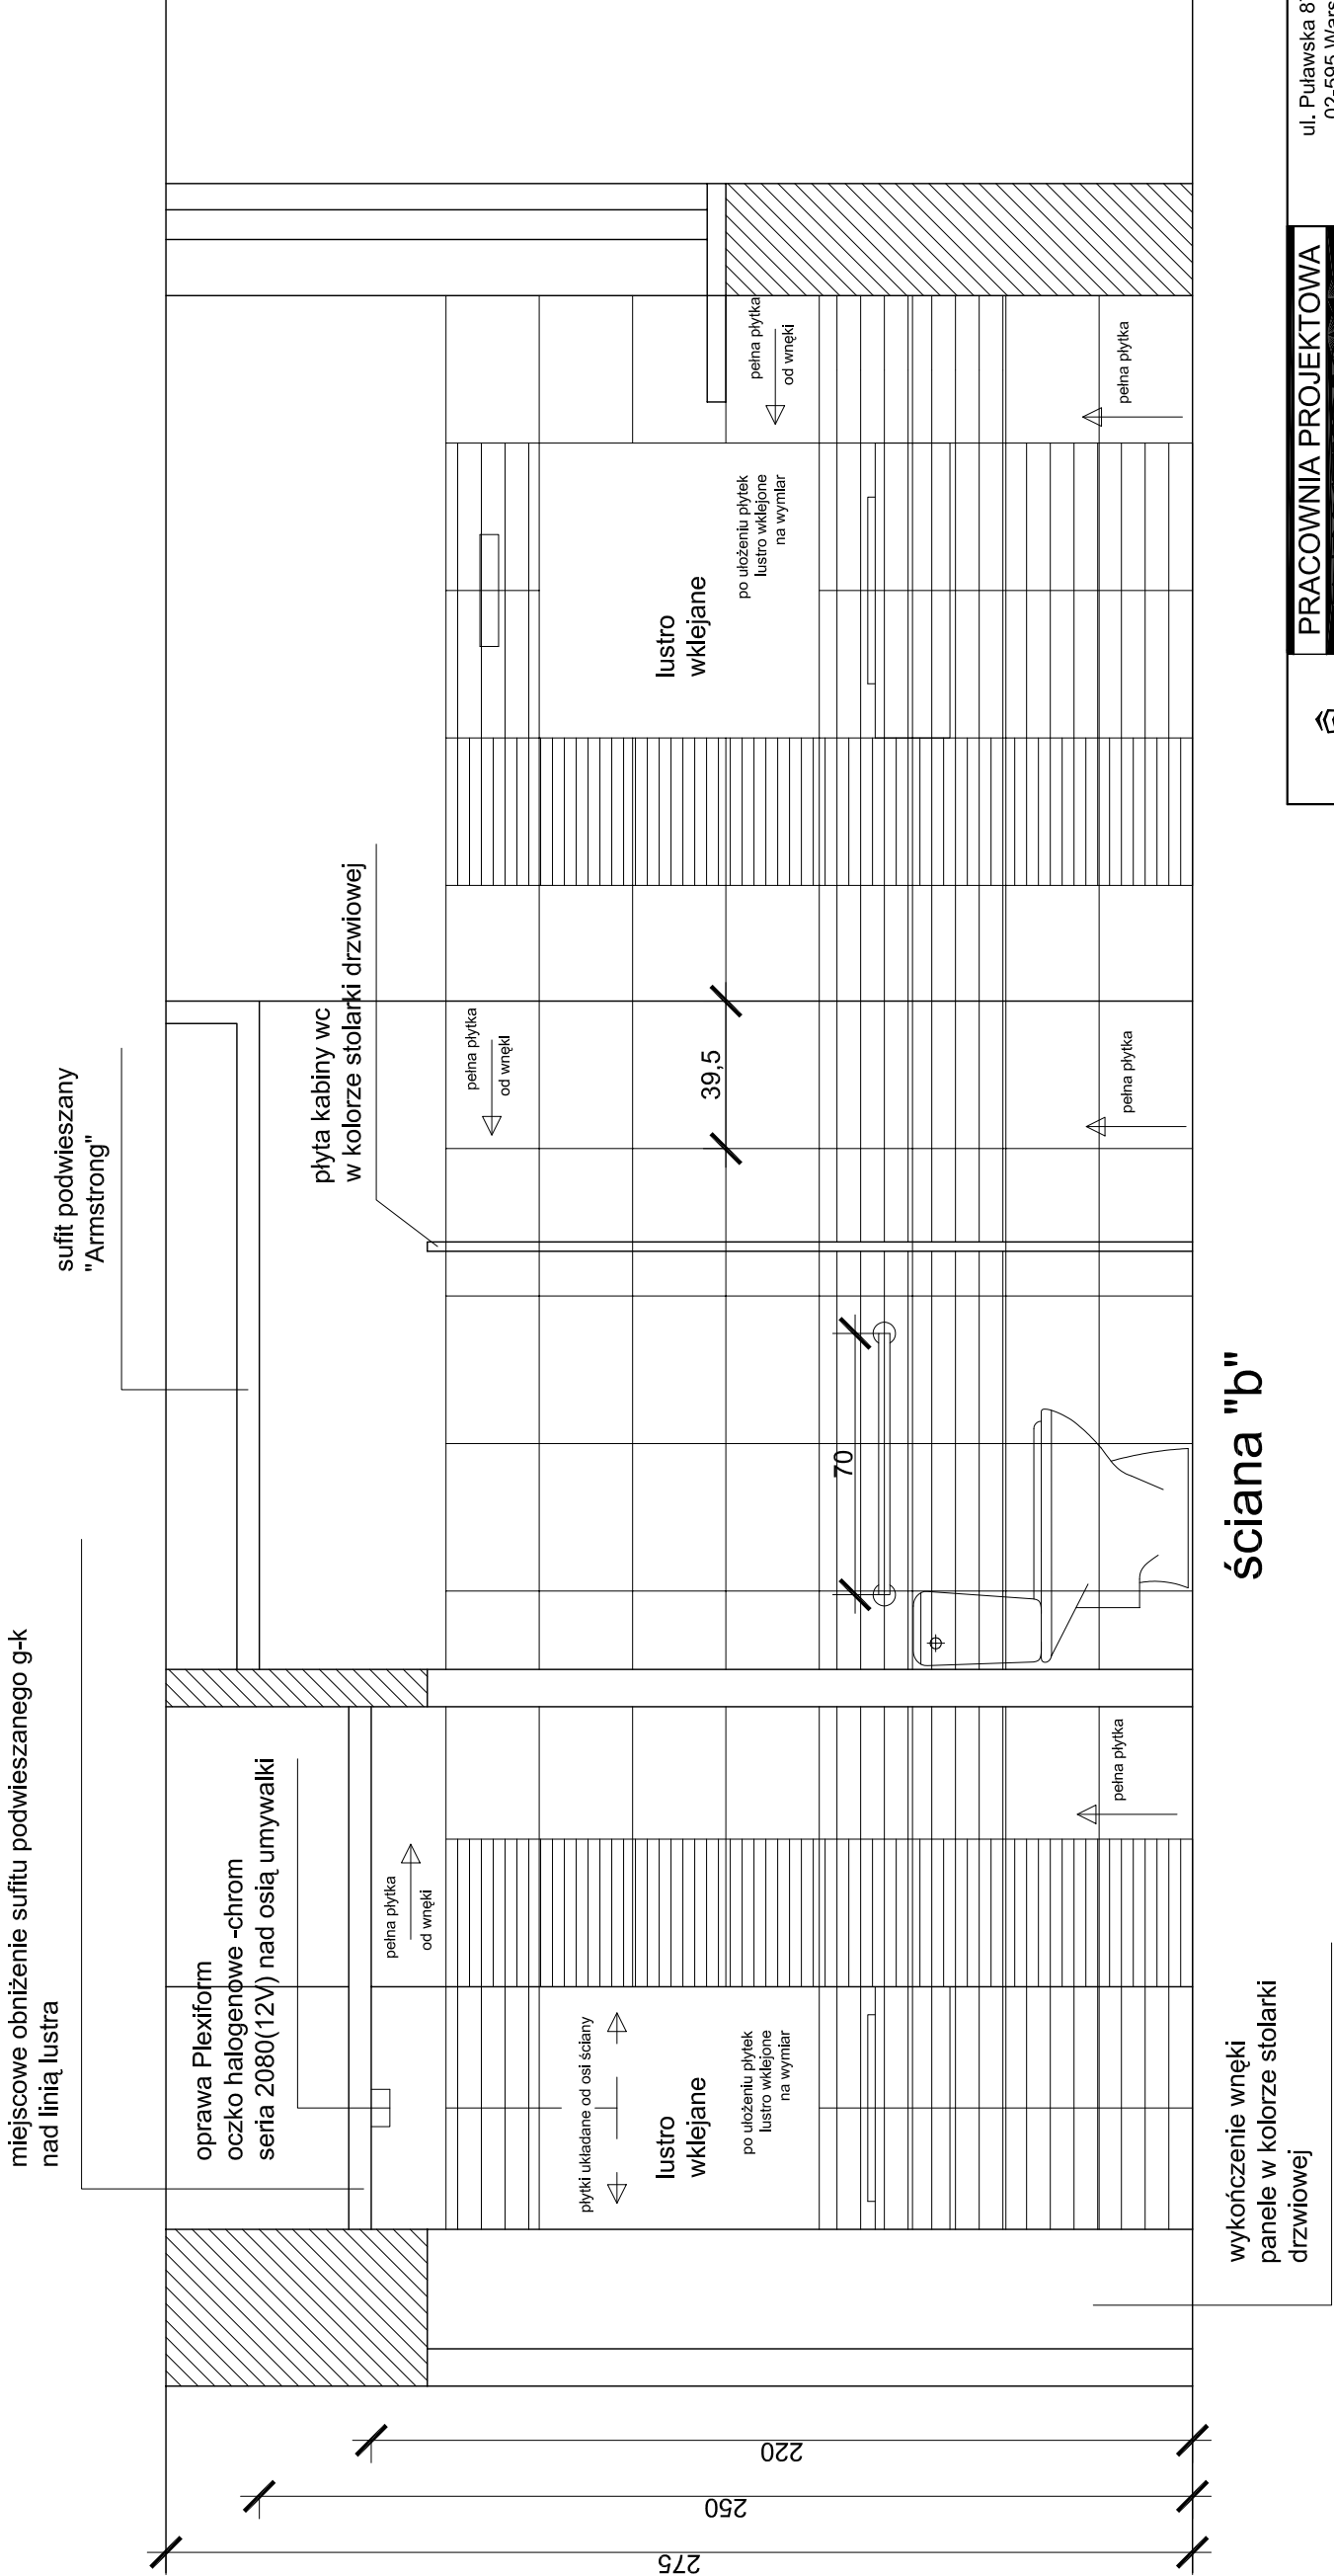 miejscowe obniżenie sufitu podwieszanego g-k
nad linią lustra
sufit podwieszany
"Armstrong"
oprawa Plexiform
oczko halogenowe -chrom
seria 2080(12V) nad osią umywalki
płyta kabiny wc
w kolorze stolarki drzwiowej
pełna płytka
od wnęki
pełna płytka
od wnęki
pełna płytka
od wnęki
płytki układane od osi ściany
lustro
wklejane
po ułożeniu płytek
lustro wklejone
na wymiar
lustro
wklejane
po ułożeniu płytek
lustro wklejone
na wymiar
39,5
70
pełna płytka
pełna płytka
pełna płytka
275
250
220
ściana "b"
wykończenie wnęki
panele w kolorze stolarki
drzwiowej
PRACOWNIA PROJEKTOWA
ul. Puławska
02-595